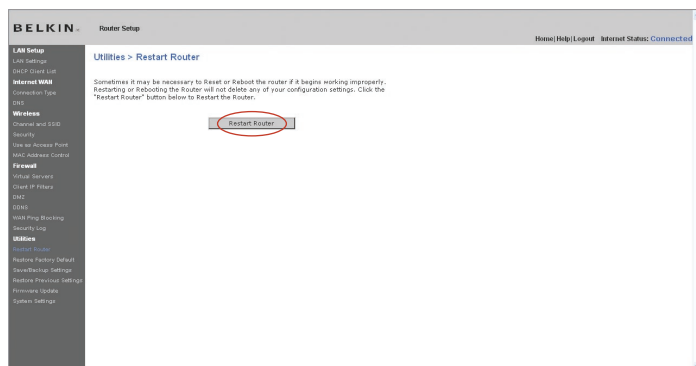 BELKIN
Router Setup
Home|Help|Logout Internet Status: Connected
LAN Setup
LAN Settings
DHCP Client List
Internet WAN
Connection Type
DNS
Wireless
Channel and SSID
Security
Use as Access Point
MAC Address Control
Firewall
Virtual Servers
Client IP Filters
DMZ
DDNS
WAN Ping Blocking
Security Log
Utilities
Restart Router
Restore Factory Default
Save/Backup Settings
Restore Previous Settings
Firmware Update
System Settings
Utilities > Restart Router
Sometimes it may be necessary to Reset or Reboot the router if it begins working improperly.
Restarting or Rebooting the Router will not delete any of your configuration settings. Click the
"Restart Router" button below to Restart the Router.
Restart Router